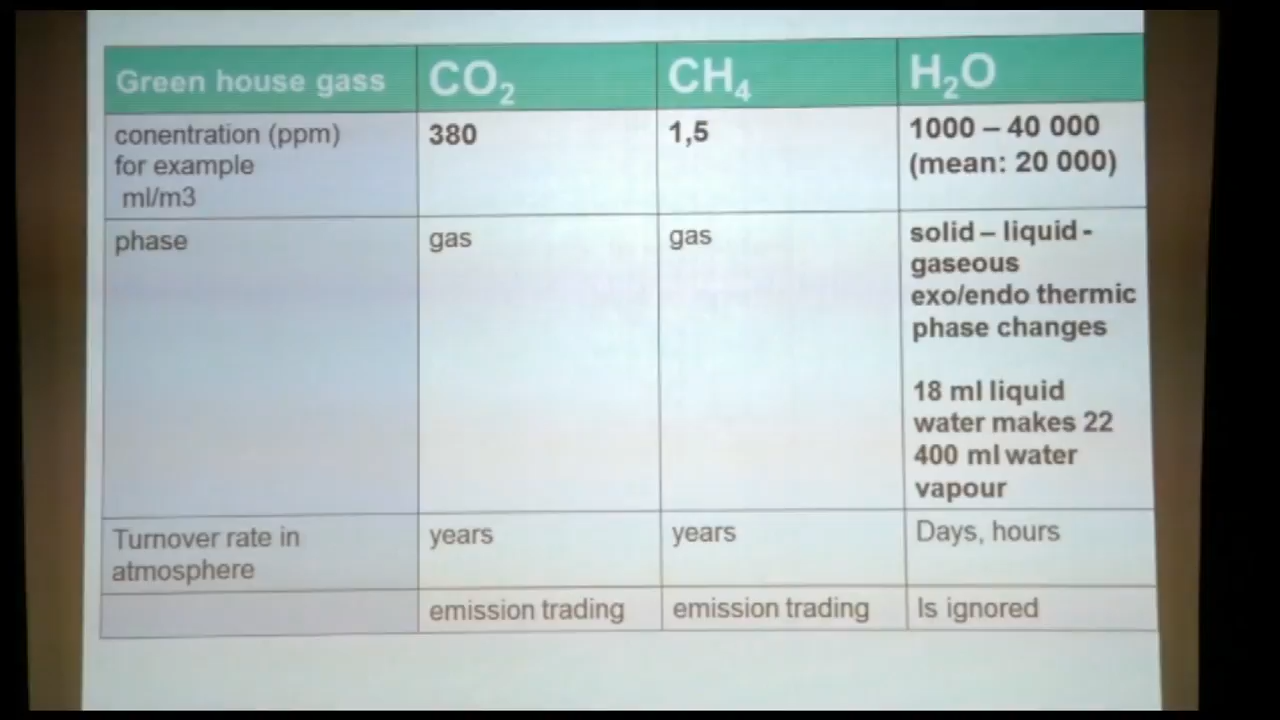 Green house gass CO2 CH4 H2O
conentration (ppm) 380 1,5 1000 – 40 000
for example (mean: 20 000)
ml/m3
phase gas gas solid – liquid -
gaseous
exo/endo thermic
phase changes
18 ml liquid
water makes 22
400 ml water
vapour
Turnover rate in years years Days, hours
atmosphere
emission trading emission trading Is ignored